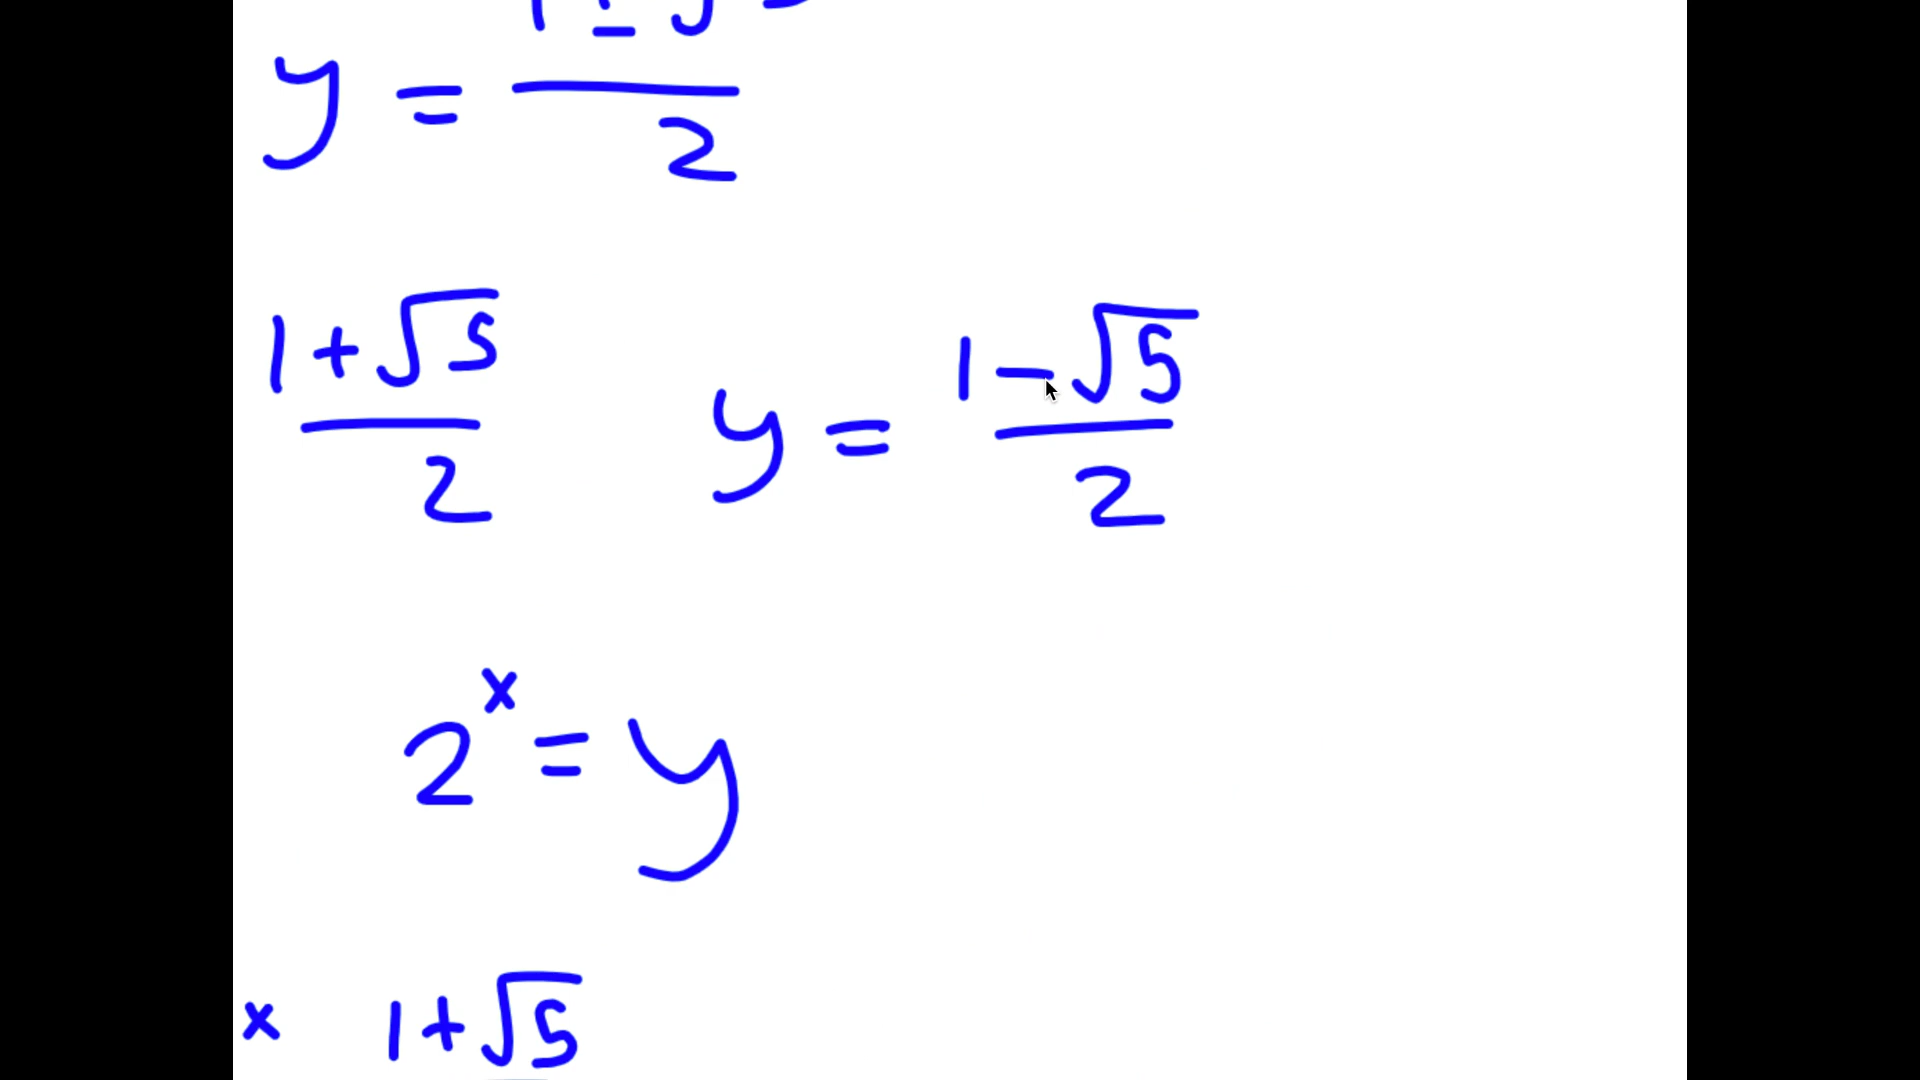 y = 1 ± √5 / 2
1 + √5 / 2   y = 1 - √5 / 2
2^x = y
x   1 + √5